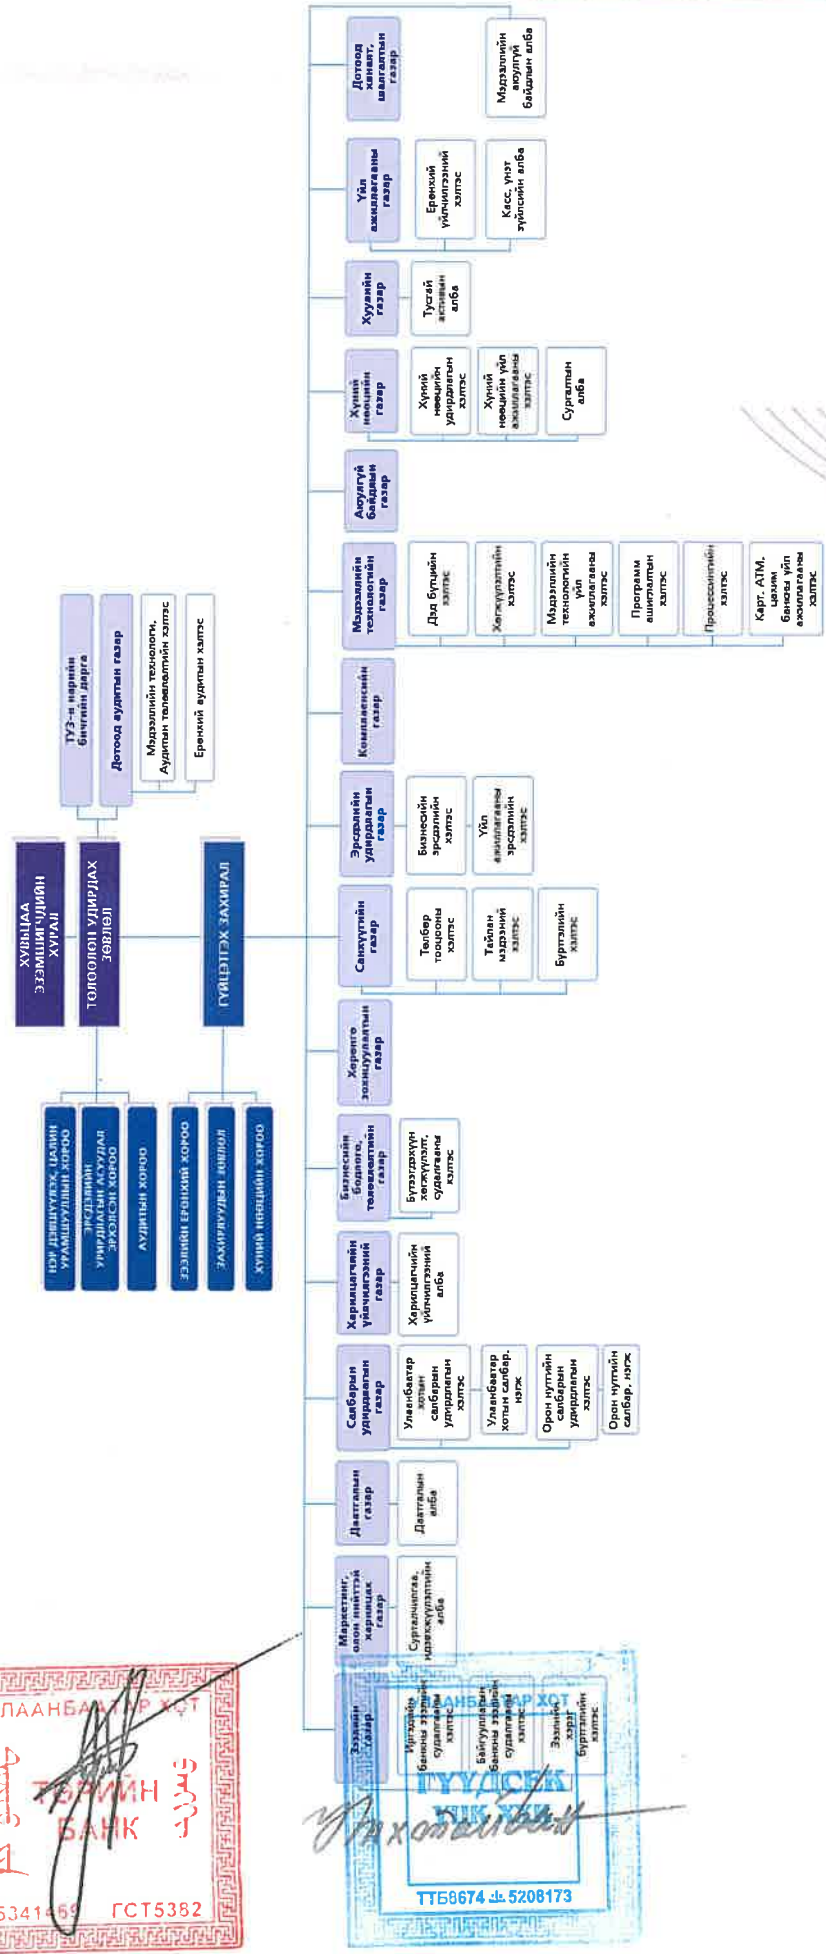 ХУВЬЦАА
ЭЗЭМШИГЧДИЙН
ХУРАЛ
ТӨЛӨӨЛӨН УДИРДАХ
ЗӨВЛӨЛ
ГҮЙЦЭТГЭХ ЗАХИРАЛ
ТУЗ-н нарийн
бичгийн дарга
Дотоод аудитын газар
Мэдээллийн технологи,
Аудитын төлөвлөлтийн хэлтэс
Ерөнхий аудитын хэлтэс
НЭР ДЭВШҮҮЛЭХ, ЦАЛИН
УРАМШУУЛЛЫН ХОРОО
ЭРСДЭЛИЙН
УРИРДЛАГЫН АСУУДАЛ
ЭРХЭЛСЭН ХОРОО
АУДИТЫН ХОРОО
ЗЭЭЛИЙН ЕРӨНХИЙ ХОРОО
ЗАХИРЛУУДЫН ЗӨВЛӨЛ
ХҮНИЙ НӨӨЦИЙН ХОРОО
Зээлийн
газар
Иргэдийн
банкны зээлийн
судалгааны
хэлтэс
Байгууллагын
банкны зээлийн
судалгааны
хэлтэс
Зээлийн
хэрэг
бүртгэлийн
хэлтэс
Маркетинг,
олон нийттэй
харилцах
газар
Сурталчилгаа,
идэвхжүүлэлтийн
алба
Даатгалын
газар
Даатгалын
алба
Салбарын
удирдлагын
газар
Улаанбаатар
хотын
салбарын
удирдлагын
хэлтэс
Улаанбаатар
хотын салбар,
нэгж
Орон нутгийн
салбарын
удирдлагын
хэлтэс
Орон нутгийн
салбар, нэгж
Харилцагчийн
үйлчилгээний
газар
Харилцагчийн
үйлчилгээний
алба
Бизнесийн
бодлого,
төлөвлөлтийн
газар
Бүтээгдэхүүн
хөгжүүлэлт,
судалгааны
хэлтэс
Хөрөнгө
зохицуулалтын
газар
Санхүүгийн
газар
Төлбөр
тооцооны
хэлтэс
Тайлан
мэдээний
хэлтэс
Бүртгэлийн
хэлтэс
Эрсдэлийн
удирдлагын
газар
Бизнесийн
эрсдэлийн
хэлтэс
Үйл
ажиллагааны
эрсдэлийн
хэлтэс
Комплаенсийн
газар
Мэдээллийн
технологийн
газар
Дэд бүтцийн
хэлтэс
Хөгжүүлэлтийн
хэлтэс
Мэдээллийн
технологийн
үйл
ажиллагааны
хэлтэс
Программ
ашиглалтын
хэлтэс
Процессингийн
хэлтэс
Карт, АТМ,
цахим
банкны үйл
ажиллагааны
хэлтэс
Аюулгүй
байдлын
газар
Хүний
нөөцийн
газар
Хүний
нөөцийн
удирдлагын
хэлтэс
Хүний
нөөцийн үйл
ажиллагааны
хэлтэс
Сургалтын
алба
Хуулийн
газар
Тусгай
активын
алба
Үйл
ажиллагааны
газар
Ерөнхий
үйлчилгээний
хэлтэс
Касс, үнэт
зүйлсийн алба
Дотоод
хяналт,
шалгалтын
газар
Мэдээллийн
аюулгүй
байдлын алба
ТӨРИЙН
БАНК
ГСТ5382
УЛААНБААТАР ХОТ
ГҮҮДСЕК
ҮЦК ХХК
ТТБ8674 5208173